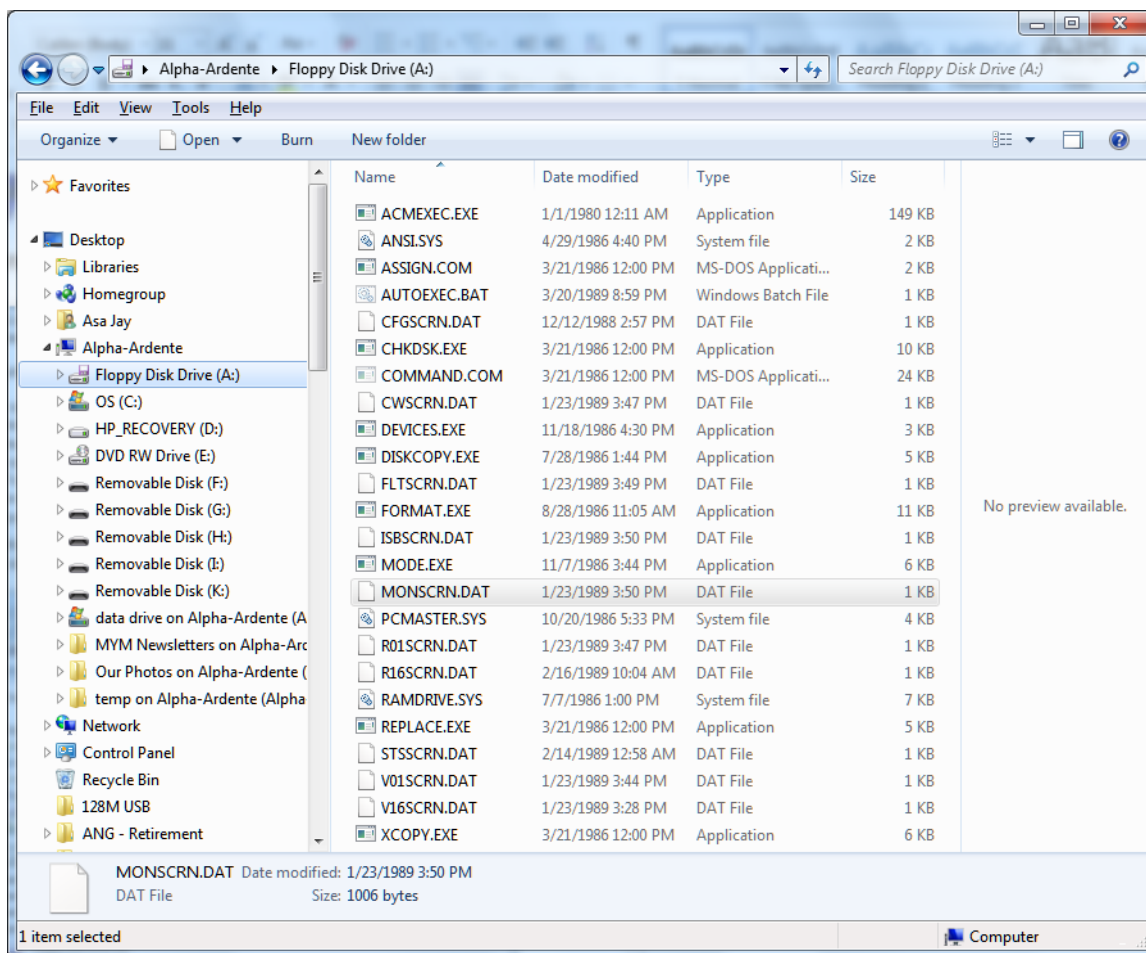 Alpha-Ardente Floppy Disk Drive (A:) Search Floppy Disk Drive (A:)
File Edit View Tools Help
Organize Open Burn New folder
Favorites
Desktop
Libraries
Homegroup
Asa Jay
Alpha-Ardente
Floppy Disk Drive (A:)
OS (C:)
HP_RECOVERY (D:)
DVD RW Drive (E:)
Removable Disk (F:)
Removable Disk (G:)
Removable Disk (H:)
Removable Disk (I:)
Removable Disk (K:)
data drive on Alpha-Ardente (A
MYM Newsletters on Alpha-Arc
Our Photos on Alpha-Ardente (
temp on Alpha-Ardente (Alpha
Network
Control Panel
Recycle Bin
128M USB
ANG - Retirement
Name Date modified Type Size
ACMEXEC.EXE 1/1/1980 12:11 AM Application 149 KB
ANSI.SYS 4/29/1986 4:40 PM System file 2 KB
ASSIGN.COM 3/21/1986 12:00 PM MS-DOS Applicati... 2 KB
AUTOEXEC.BAT 3/20/1989 8:59 PM Windows Batch File 1 KB
CFGSCRN.DAT 12/12/1988 2:57 PM DAT File 1 KB
CHKDSK.EXE 3/21/1986 12:00 PM Application 10 KB
COMMAND.COM 3/21/1986 12:00 PM MS-DOS Applicati... 24 KB
CWSCRN.DAT 1/23/1989 3:47 PM DAT File 1 KB
DEVICES.EXE 11/18/1986 4:30 PM Application 3 KB
DISKCOPY.EXE 7/28/1986 1:44 PM Application 5 KB
FLTSCRN.DAT 1/23/1989 3:49 PM DAT File 1 KB
FORMAT.EXE 8/28/1986 11:05 AM Application 11 KB
ISBSCRN.DAT 1/23/1989 3:50 PM DAT File 1 KB
MODE.EXE 11/7/1986 3:44 PM Application 6 KB
MONSCRN.DAT 1/23/1989 3:50 PM DAT File 1 KB
PCMASTER.SYS 10/20/1986 5:33 PM System file 4 KB
R01SCRN.DAT 1/23/1989 3:47 PM DAT File 1 KB
R16SCRN.DAT 2/16/1989 10:04 AM DAT File 1 KB
RAMDRIVE.SYS 7/7/1986 1:00 PM System file 7 KB
REPLACE.EXE 3/21/1986 12:00 PM Application 5 KB
STSSCRN.DAT 2/14/1989 12:58 AM DAT File 1 KB
V01SCRN.DAT 1/23/1989 3:44 PM DAT File 1 KB
V16SCRN.DAT 1/23/1989 3:28 PM DAT File 1 KB
XCOPY.EXE 3/21/1986 12:00 PM Application 6 KB
No preview available.
MONSCRN.DAT Date modified: 1/23/1989 3:50 PM
DAT File Size: 1006 bytes
1 item selected Computer